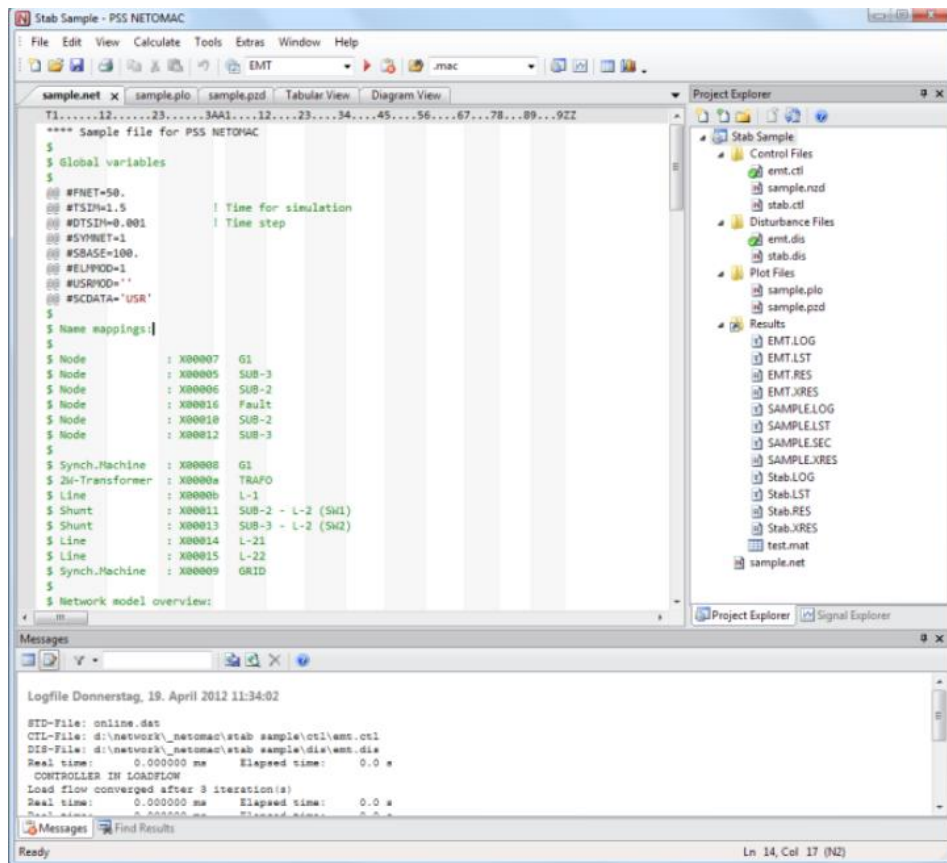 Stab Sample - PSS NETOMAC
File Edit View Calculate Tools Extras Window Help
EMT .mac
sample.net x sample.plo sample.pzd Tabular View Diagram View
T1......12......23......3AA1....12....23....34....45....56....67...78...89...9ZZ
**** Sample file for PSS NETOMAC
$
$ Global variables
$
@@ #FNET=50.
@@ #TSIM=1.5 ! Time for simulation
@@ #DTSIM=0.001 ! Time step
@@ #SYMNET=1
@@ #SBASE=100.
@@ #ELMMOD=1
@@ #USRMOD=''
@@ #SCDATA='USR'
$
$ Name mappings:
$
$ Node : X00007 G1
$ Node : X00005 SUB-3
$ Node : X00006 SUB-2
$ Node : X00016 Fault
$ Node : X00010 SUB-2
$ Node : X00012 SUB-3
$
$ Synch.Machine : X00008 G1
$ 2W-Transformer : X0000a TRAFO
$ Line : X0000b L-1
$ Shunt : X00011 SUB-2 - L-2 (SW1)
$ Shunt : X00013 SUB-3 - L-2 (SW2)
$ Line : X00014 L-21
$ Line : X00015 L-22
$ Synch.Machine : X00009 GRID
$
$ Network model overview:
Project Explorer
Stab Sample
Control Files
emt.ctl
sample.nzd
stab.ctl
Disturbance Files
emt.dis
stab.dis
Plot Files
sample.plo
sample.pzd
Results
EMT.LOG
EMT.LST
EMT.RES
EMT.XRES
SAMPLE.LOG
SAMPLE.LST
SAMPLE.SEC
SAMPLE.XRES
Stab.LOG
Stab.LST
Stab.RES
Stab.XRES
test.mat
sample.net
Project Explorer Signal Explorer
Messages
Logfile Donnerstag, 19. April 2012 11:34:02
STD-File: online.dat
CTL-File: d:\network\_netomac\stab sample\ctl\emt.ctl
DIS-File: d:\network\_netomac\stab sample\dis\emt.dis
Real time: 0.000000 ms Elapsed time: 0.0 s
CONTROLLER IN LOADFLOW
Load flow converged after 3 iteration(s)
Real time: 0.000000 ms Elapsed time: 0.0 s
Messages Find Results
Ready Ln 14, Col 17 (N2)